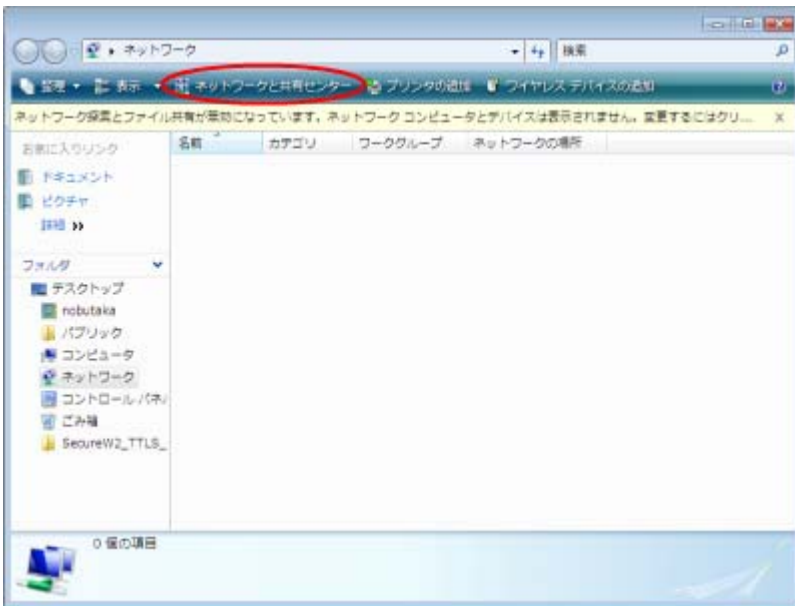 ネットワーク
検索
整理 表示 ネットワークと共有センター プリンタの追加 ワイヤレス デバイスの追加
ネットワーク探索とファイル共有が無効になっています。ネットワーク コンピュータとデバイスは表示されません。変更するにはクリ...
お気に入りリンク
名前 カテゴリ ワークグループ ネットワークの場所
ドキュメント
ピクチャ
詳細 »
フォルダ
デスクトップ
nobutaka
パブリック
コンピュータ
ネットワーク
コントロール パネル
ごみ箱
SecureW2_TTLS_
0 個の項目